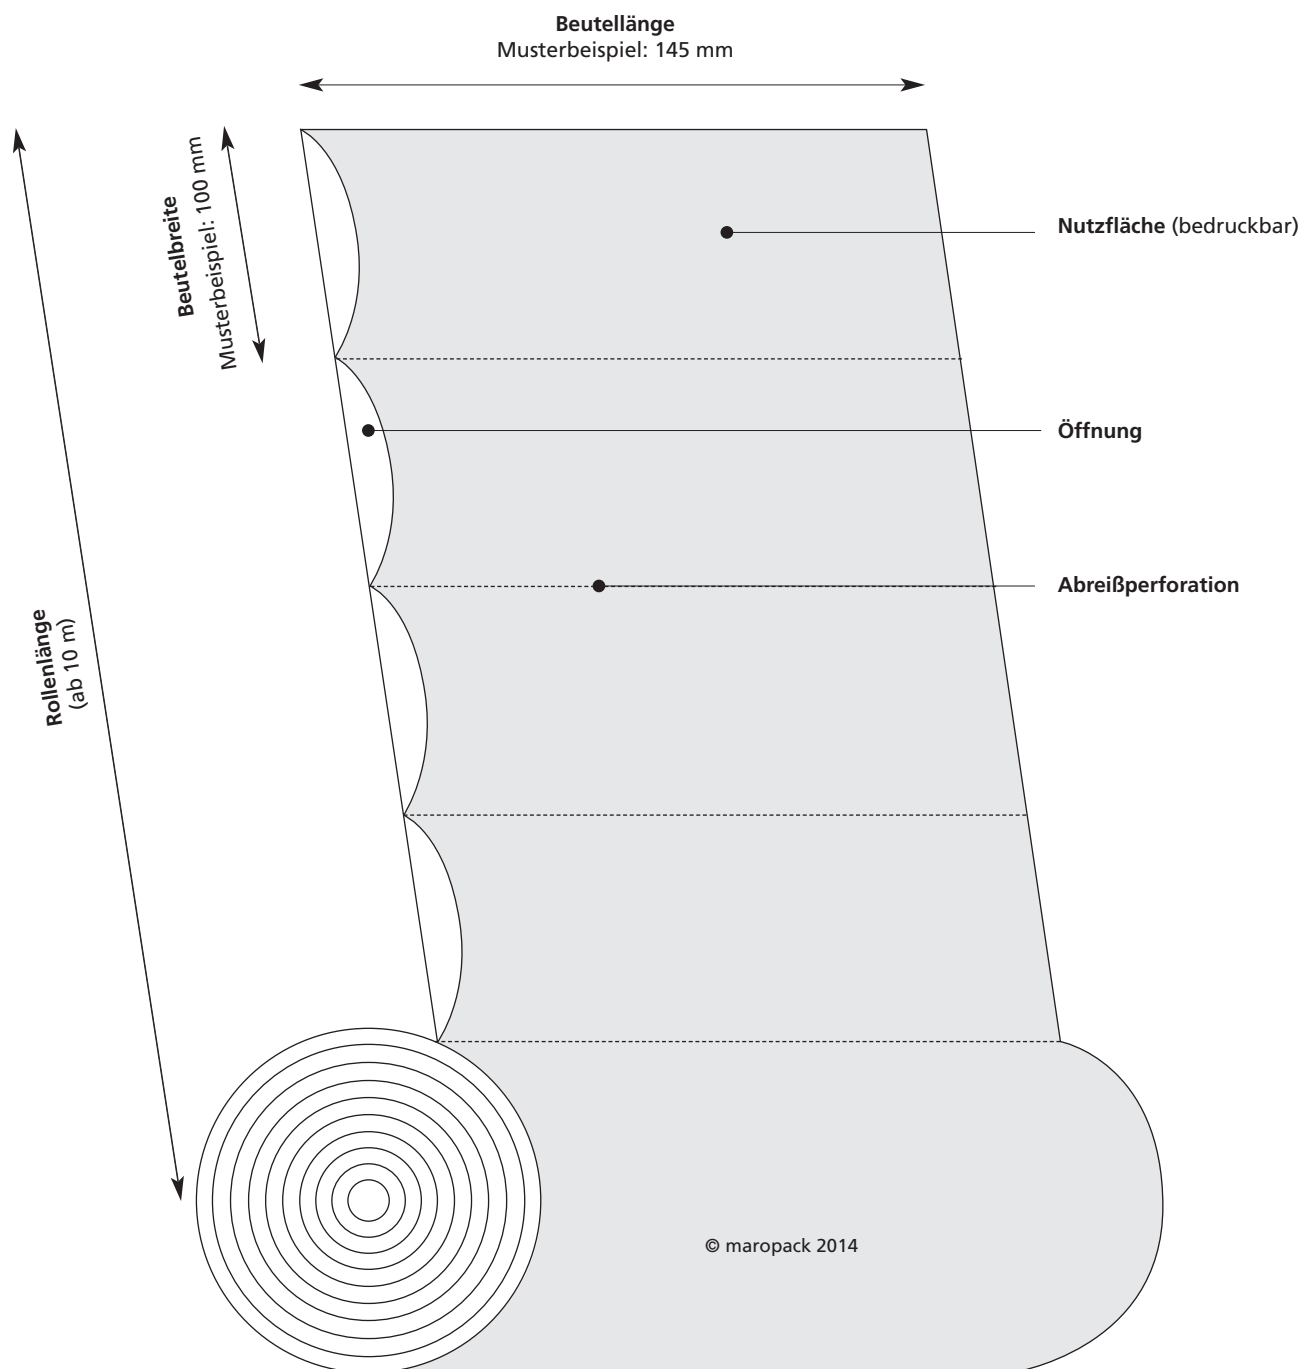 Beutellänge
Musterbeispiel: 145 mm
Beutelbreite
Musterbeispiel: 100 mm
Nutzfläche (bedruckbar)
Öffnung
Abreißperforation
Rollenlänge
(ab 10 m)
© maropack 2014